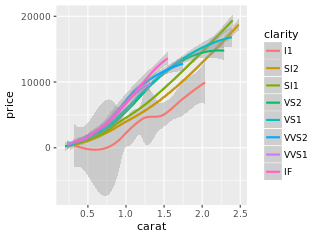 20000
10000
0
price
0.5 1.0 1.5 2.0 2.5
carat
clarity
I1
SI2
SI1
VS2
VS1
VVS2
VVS1
IF